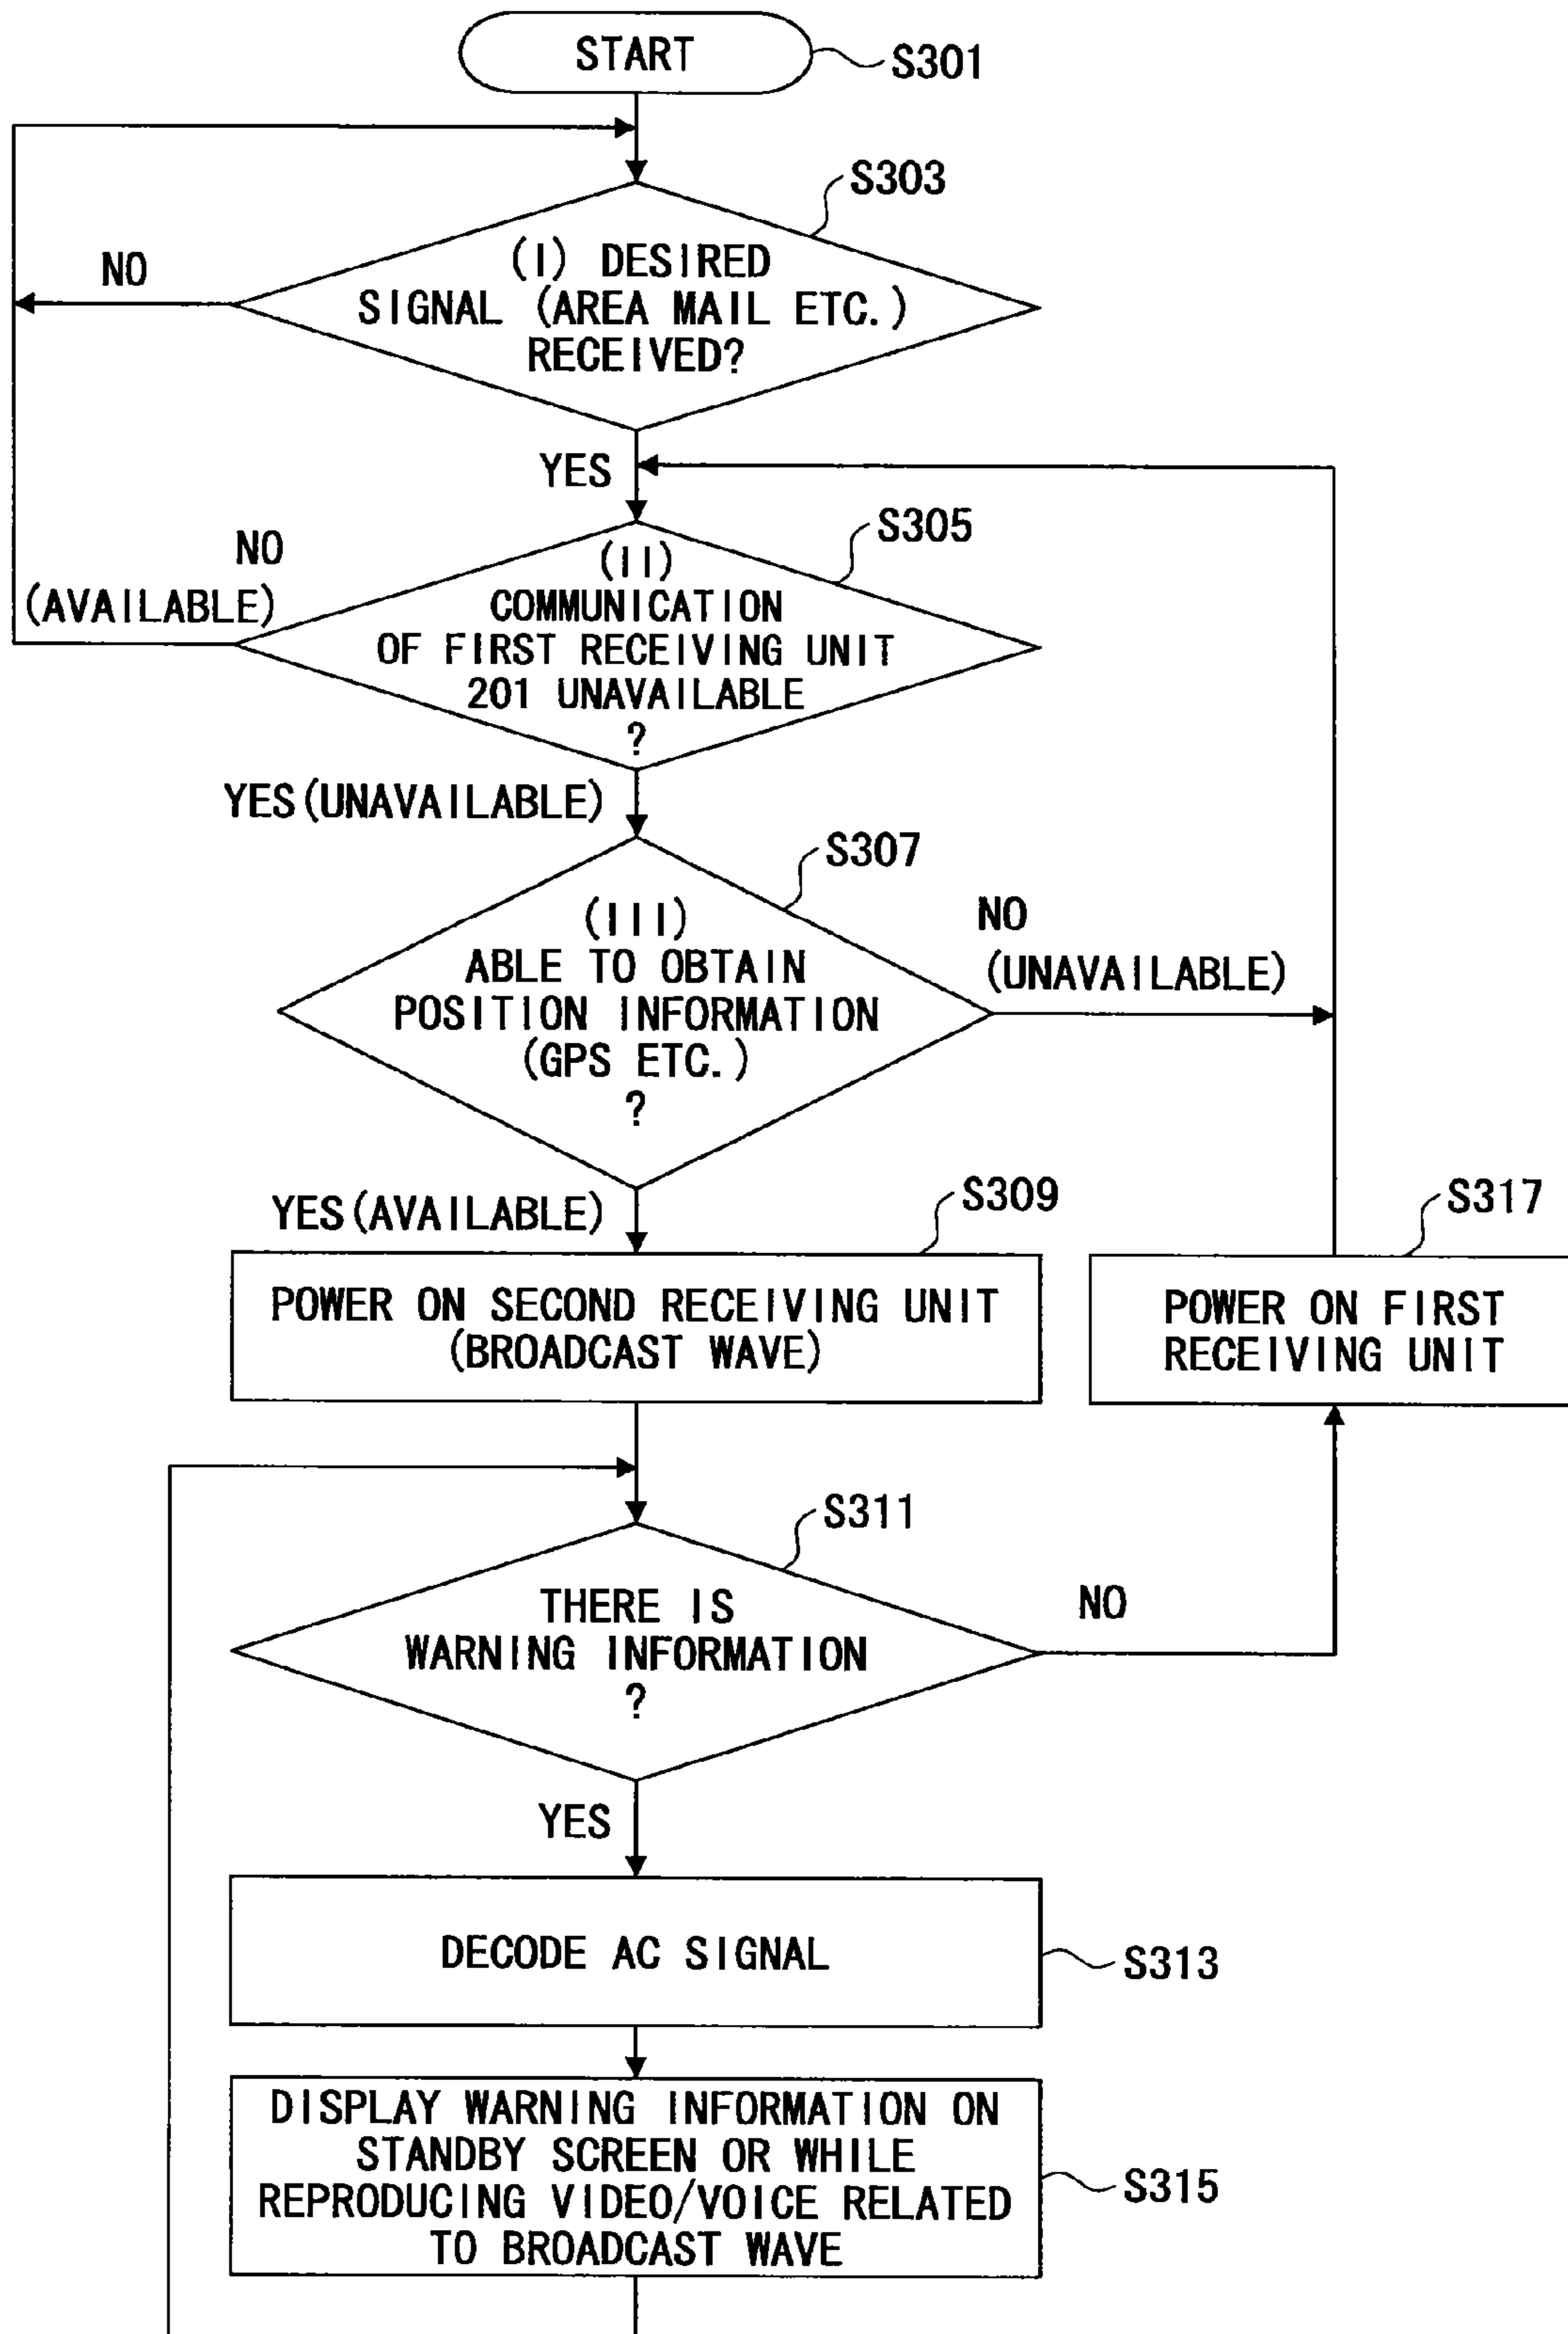 START
S301
S303
NO
(I) DESIRED
SIGNAL (AREA MAIL ETC.)
RECEIVED?
YES
S305
NO
(AVAILABLE)
(II)
COMMUNICATION
OF FIRST RECEIVING UNIT
201 UNAVAILABLE
?
YES(UNAVAILABLE)
S307
(III)
ABLE TO OBTAIN
POSITION INFORMATION
(GPS ETC.)
?
NO
(UNAVAILABLE)
YES(AVAILABLE)
S309
S317
POWER ON SECOND RECEIVING UNIT
(BROADCAST WAVE)
POWER ON FIRST
RECEIVING UNIT
S311
THERE IS
WARNING INFORMATION
?
NO
YES
DECODE AC SIGNAL
S313
DISPLAY WARNING INFORMATION ON
STANDBY SCREEN OR WHILE
REPRODUCING VIDEO/VOICE RELATED
TO BROADCAST WAVE
S315